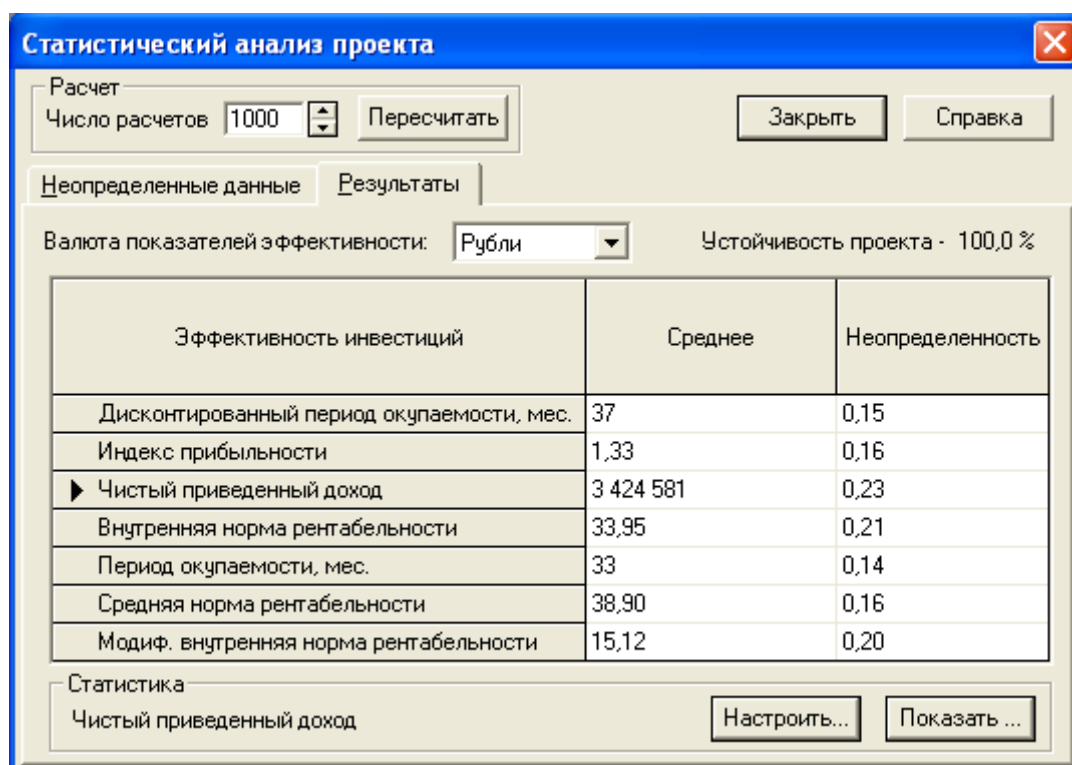 Статистический анализ проекта
Расчет
Число расчетов 1000 Пересчитать Закрыть Справка
Неопределенные данные Результаты
Валюта показателей эффективности: Рубли Устойчивость проекта - 100,0 %
Эффективность инвестиций Среднее Неопределенность
Дисконтированный период окупаемости, мес. 37 0,15
Индекс прибыльности 1,33 0,16
Чистый приведенный доход 3 424 581 0,23
Внутренняя норма рентабельности 33,95 0,21
Период окупаемости, мес. 33 0,14
Средняя норма рентабельности 38,90 0,16
Модиф. внутренняя норма рентабельности 15,12 0,20
Статистика
Чистый приведенный доход Настроить... Показать ...